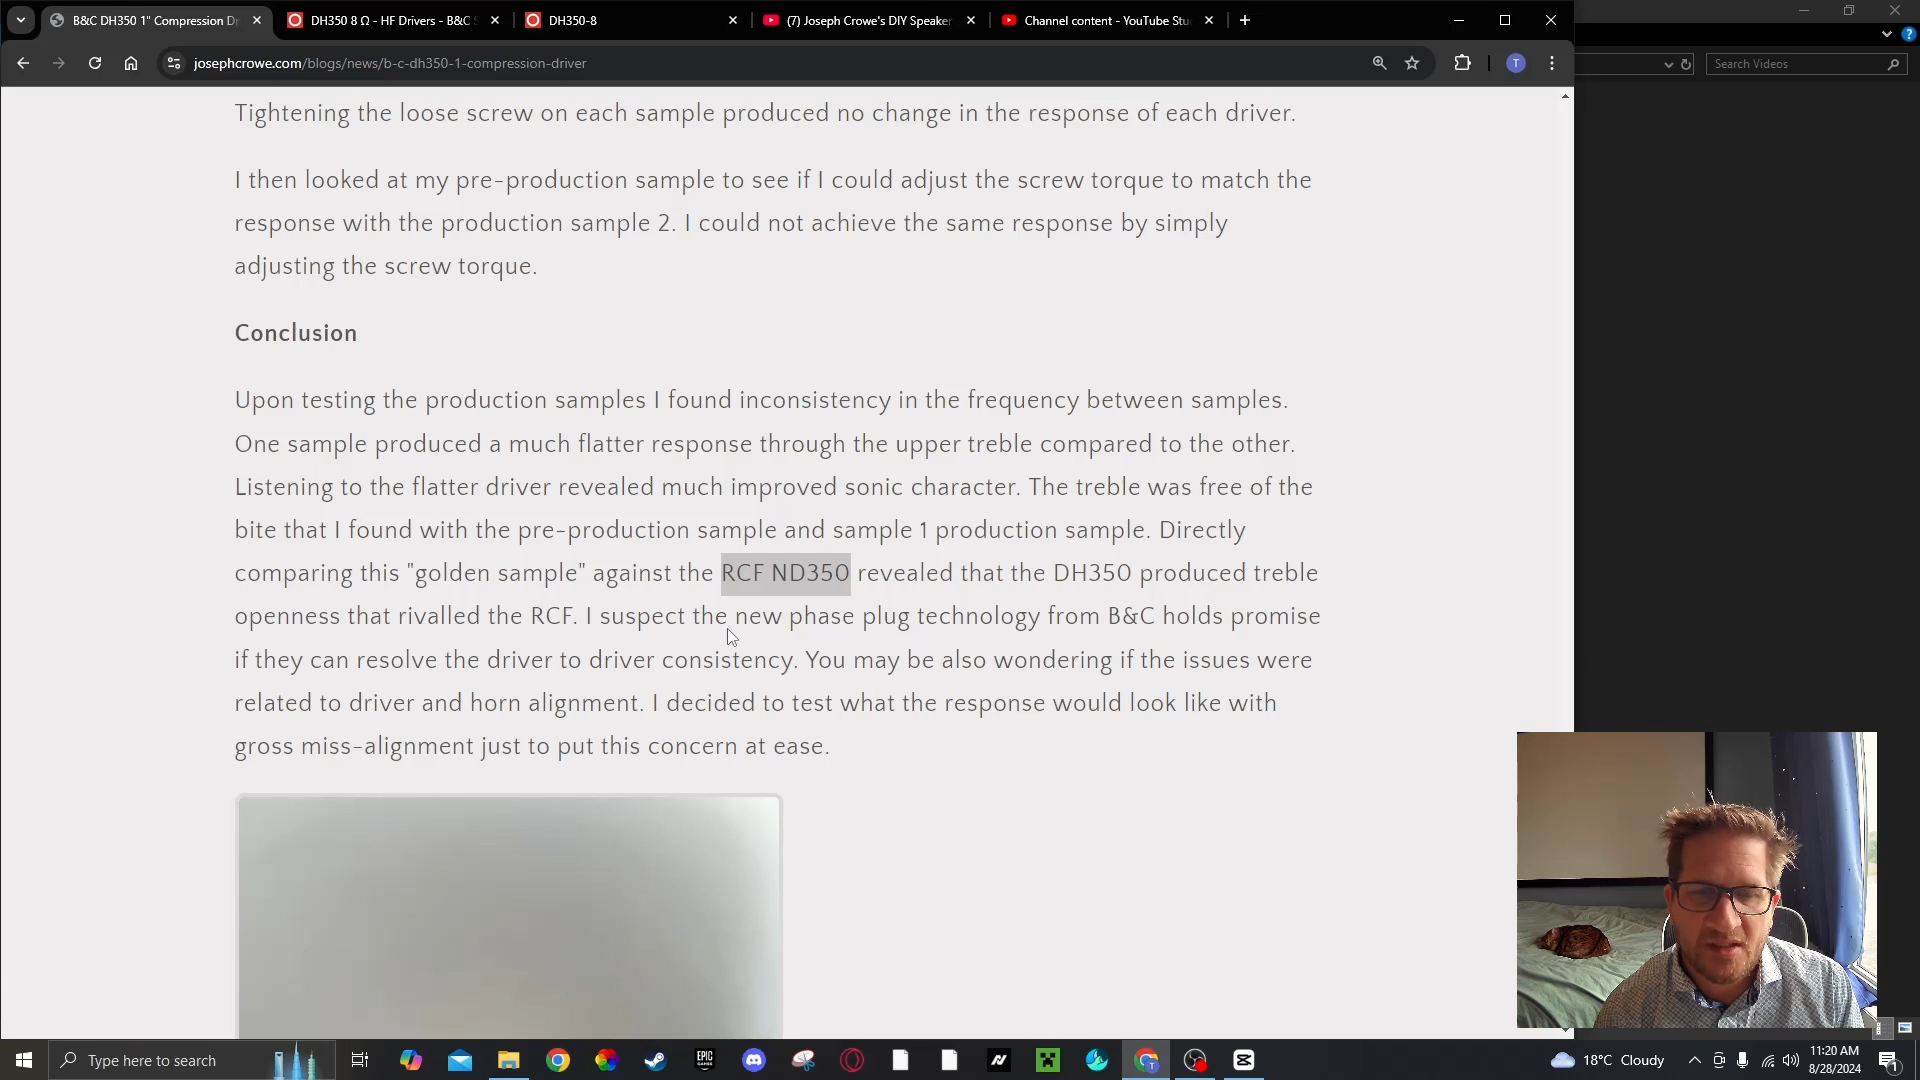 B&C DH350 1" Compression Dr
DH350 8 Ω - HF Drivers - B&C S
DH350-8
(7) Joseph Crowe's DIY Speaker
Channel content - YouTube Stu
josephcrowe.com/blogs/news/b-c-dh350-1-compression-driver
T
Search Videos
Tightening the loose screw on each sample produced no change in the response of each driver.
I then looked at my pre-production sample to see if I could adjust the screw torque to match the
response with the production sample 2. I could not achieve the same response by simply
adjusting the screw torque.
Conclusion
Upon testing the production samples I found inconsistency in the frequency between samples.
One sample produced a much flatter response through the upper treble compared to the other.
Listening to the flatter driver revealed much improved sonic character. The treble was free of the
bite that I found with the pre-production sample and sample 1 production sample. Directly
comparing this "golden sample" against the RCF ND350 revealed that the DH350 produced treble
openness that rivalled the RCF. I suspect the new phase plug technology from B&C holds promise
if they can resolve the driver to driver consistency. You may be also wondering if the issues were
related to driver and horn alignment. I decided to test what the response would look like with
gross miss-alignment just to put this concern at ease.
Type here to search
EPIC
GAMES
18°C Cloudy
11:20 AM
8/28/2024
1